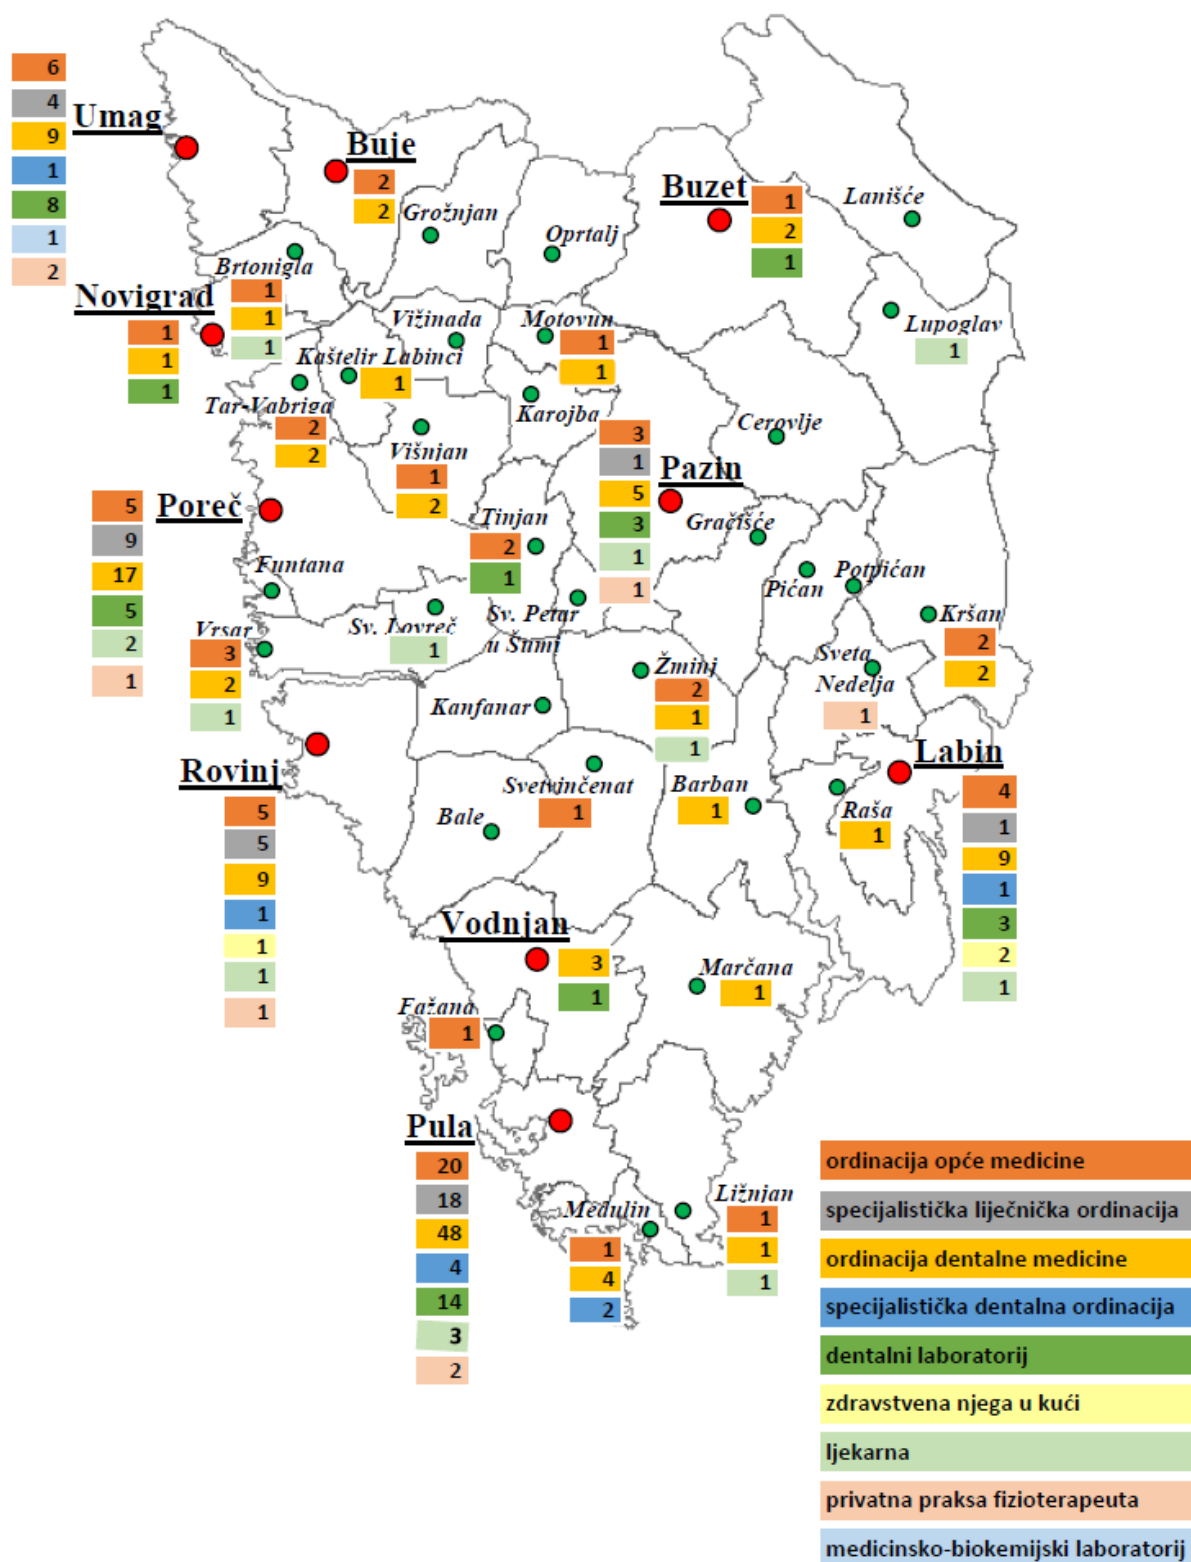 6
4
Umag
9
1
8
1
2
Buje
2
2
Grožnjan
Oprtalj
Buzet
1
2
1
Lanišće
Brtonigla
1
1
1
Novigrad
1
1
1
Vižinada
Motovun
1
1
Lupoglav
1
Kaštelir Labinci
1
Tar-Vabriga
2
2
Karojba
Cerovlje
Višnjan
1
2
3
1
5
3
1
1
Pazin
Gračišće
Poreč
5
9
17
5
2
1
Tinjan
2
1
Funtana
Pićan
Potpićan
Sv. Petar
u Šumi
Sv. Lovreč
1
Vrsar
3
2
1
Kršan
2
2
Žminj
2
1
1
Sveta
Nedelja
1
Kanfanar
Rovinj
5
5
9
1
1
1
1
Labin
4
1
9
1
3
2
1
Svetvinčenat
1
Barban
1
Raša
1
Bale
Vodnjan
3
1
Marčana
1
Fažana
1
Pula
20
18
48
4
14
3
2
Medulin
1
4
2
Ližnjan
1
1
1
ordinacija opće medicine
specijalistička liječnička ordinacija
ordinacija dentalne medicine
specijalistička dentalna ordinacija
dentalni laboratorij
zdravstvena njega u kući
ljekarna
privatna praksa fizioterapeuta
medicinsko-biokemijski laboratorij